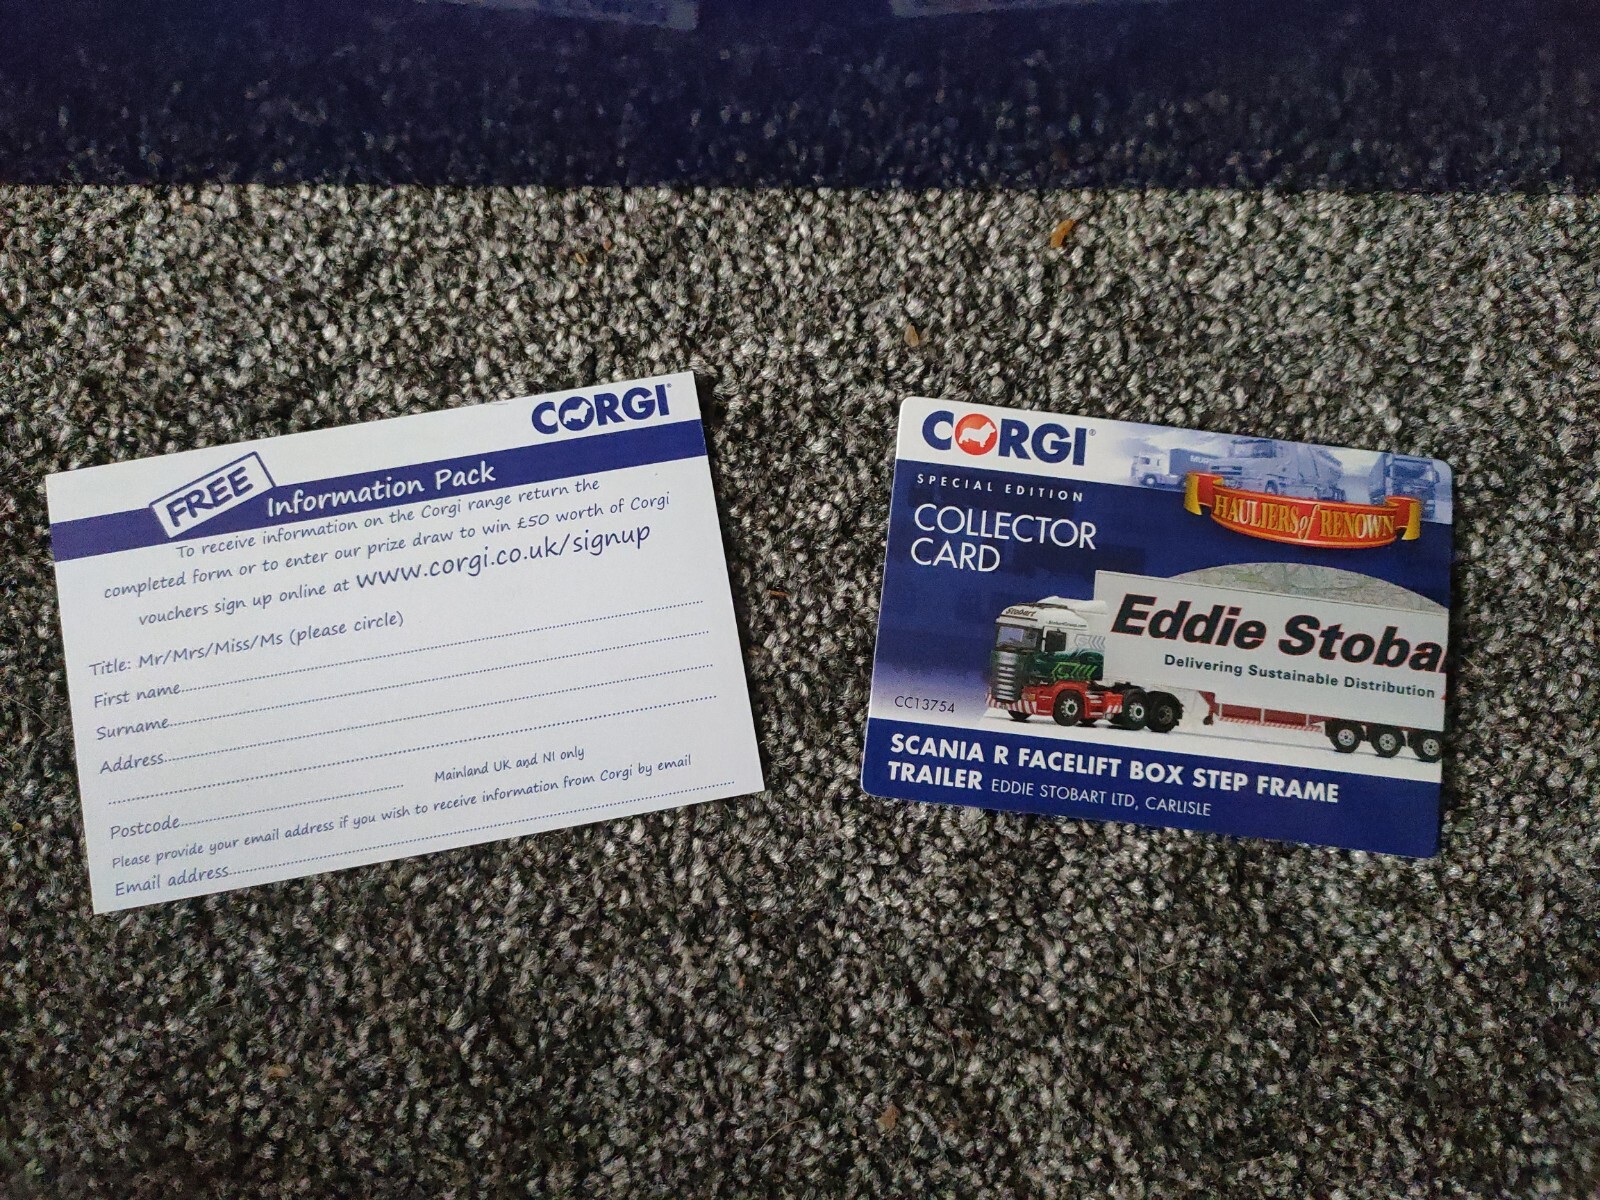 CORGI
FREE Information Pack
To receive information on the Corgi range return the
completed form or to enter our prize draw to win £50 worth of Corgi
vouchers sign up online at www.corgi.co.uk/signup
Title: Mr/Mrs/Miss/Ms (please circle)
First name
Surname
Address
Mainland UK and NI only
Postcode
Please provide your email address if you wish to receive information from Corgi by email
Email address
CORGI®
SPECIAL EDITION
COLLECTOR
CARD
HAULIERS of RENOWN
Eddie Stobar
Delivering Sustainable Distribution
Stobart
CC13754
SCANIA R FACELIFT BOX STEP FRAME
TRAILER EDDIE STOBART LTD, CARLISLE